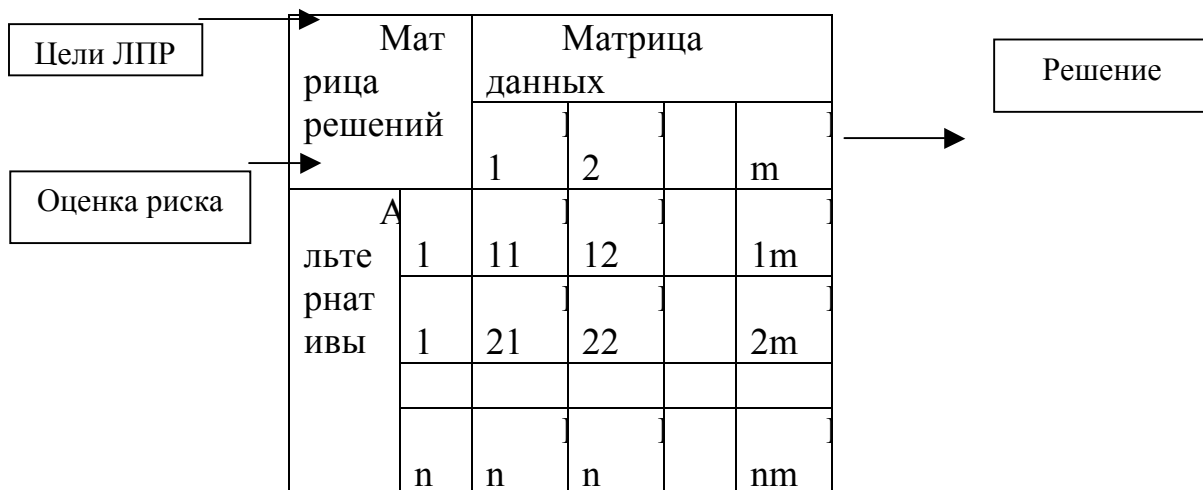 Цели ЛПР
Оценка риска
Мат
рица
решений
Матрица
данных
1 2 m
А
льте
рнат
ивы
1 11 12 1m
1 21 22 2m
n n n nm
Решение